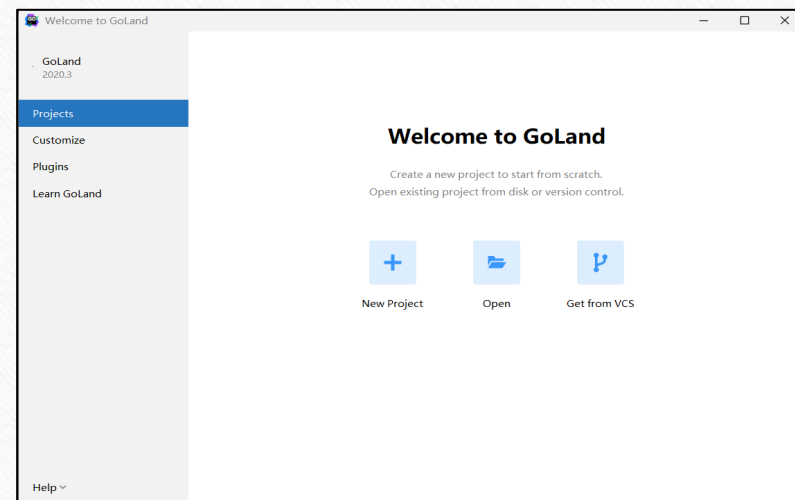 Welcome to GoLand
GoLand
2020.3
Projects
Customize
Plugins
Learn GoLand
Welcome to GoLand
Create a new project to start from scratch.
Open existing project from disk or version control.
New Project
Open
Get from VCS
Help